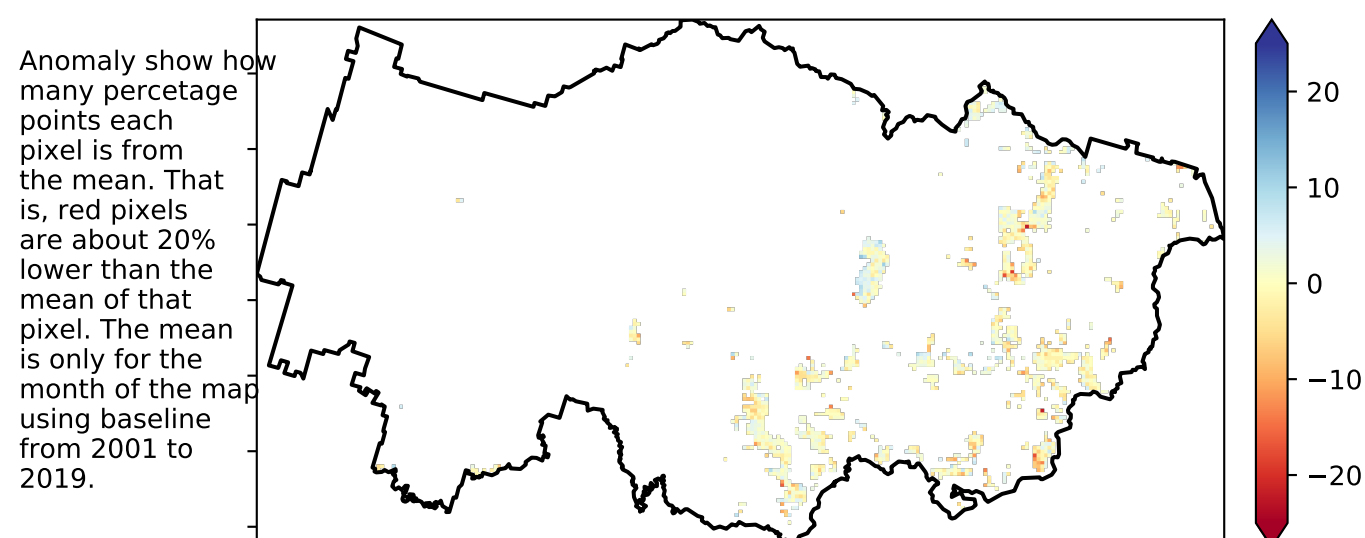 Anomaly show how
many percetage
points each
pixel is from
the mean. That
is, red pixels
are about 20%
lower than the
mean of that
pixel. The mean
is only for the
month of the map
using baseline
from 2001 to
2019.
20
10
0
−10
−20